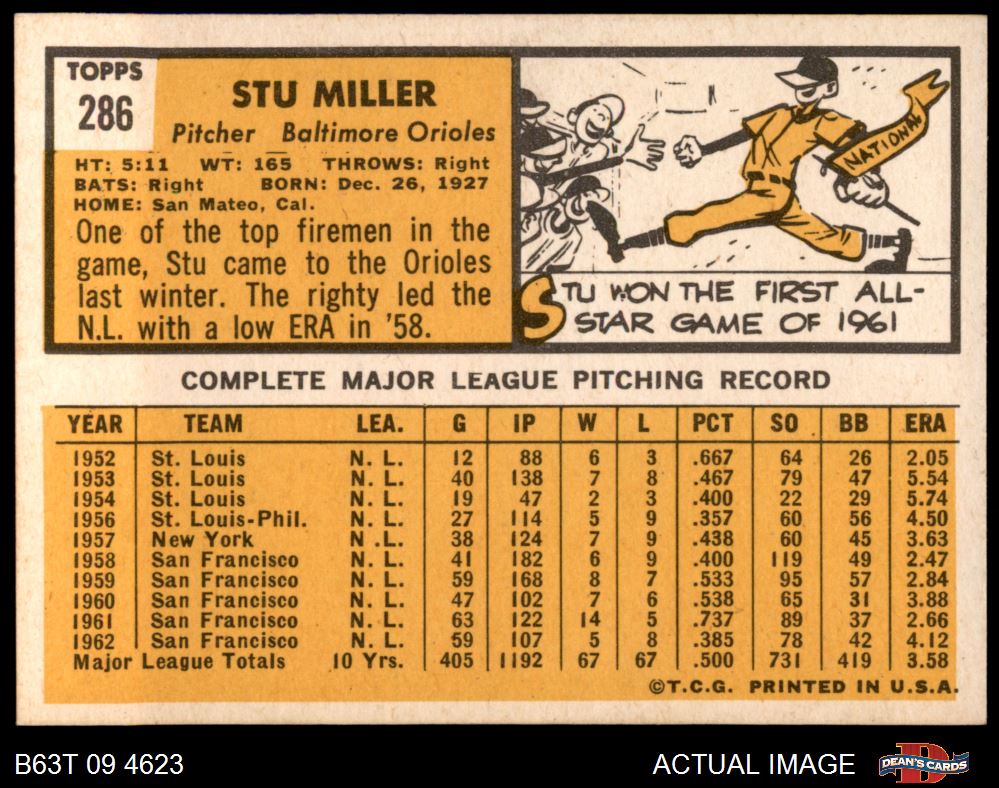 TOPPS
286
STU MILLER
Pitcher Baltimore Orioles
HT: 5:11 WT: 165 THROWS: Right
BATS: Right BORN: Dec. 26, 1927
HOME: San Mateo, Cal.
One of the top firemen in the
game, Stu came to the Orioles
last winter. The righty led the
N.L. with a low ERA in '58.
NATIONAL
STU WON THE FIRST ALL-
STAR GAME OF 1961
COMPLETE MAJOR LEAGUE PITCHING RECORD
YEAR TEAM LEA. G IP W L PCT SO BB ERA
1952 St. Louis N. L. 12 88 6 3 .667 64 26 2.05
1953 St. Louis N. L. 40 138 7 8 .467 79 47 5.54
1954 St. Louis N. L. 19 47 2 3 .400 22 29 5.74
1956 St. Louis-Phil. N. L. 27 114 5 9 .357 60 56 4.50
1957 New York N .L. 38 124 7 9 .438 60 45 3.63
1958 San Francisco N. L. 41 182 6 9 .400 119 49 2.47
1959 San Francisco N. L. 59 168 8 7 .533 95 57 2.84
1960 San Francisco N. L. 47 102 7 6 .538 65 31 3.88
1961 San Francisco N. L. 63 122 14 5 .737 89 37 2.66
1962 San Francisco N. L. 59 107 5 8 .385 78 42 4.12
Major League Totals 10 Yrs. 405 1192 67 67 .500 731 419 3.58
©T.C.G. PRINTED IN U.S.A.
B63T 09 4623
ACTUAL IMAGE
DEAN'S CARDS